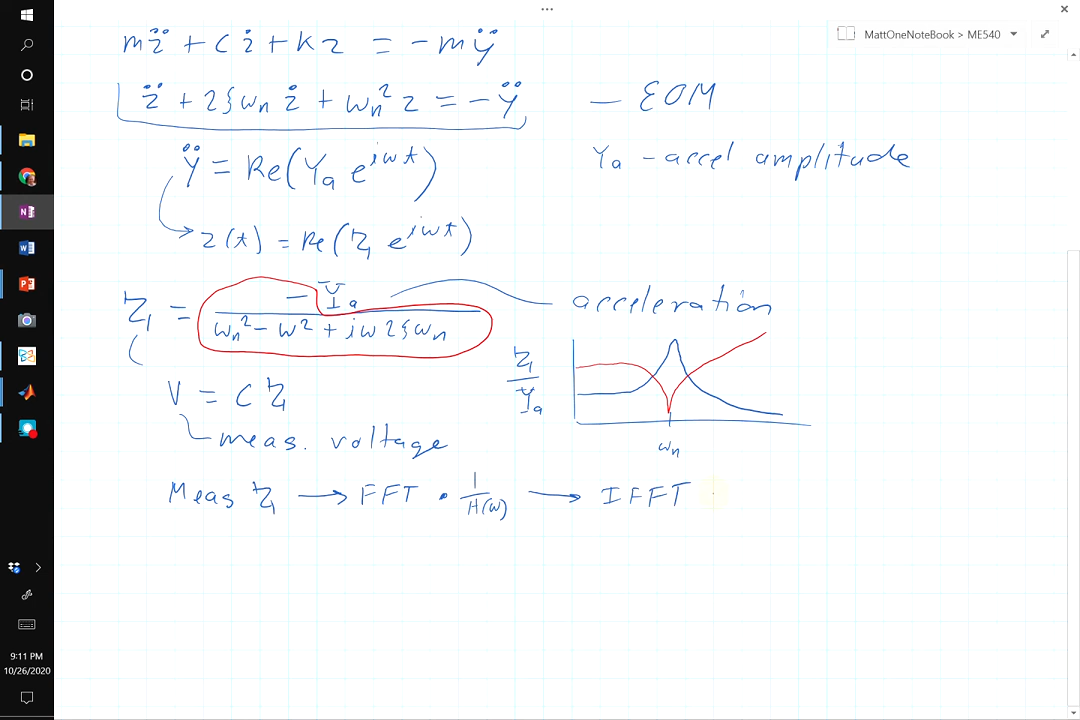 MattOneNoteBook > ME540
mz̈ + cż + kz = -mÿ
z̈ + 2ζωn ż + ωn² z = -ÿ — EOM
ÿ = Re(Ya e^iωt) Ya - accel amplitude
z(t) = Re(Z1 e^iωt)
Z1 = -Ya / (ωn² - ω² + iω2ζωn) acceleration
Z1 / Ya
V = C Z1
ωn
meas. voltage
Meas Z1 → FFT · 1/H(ω) → IFFT
9:11 PM
10/26/2020